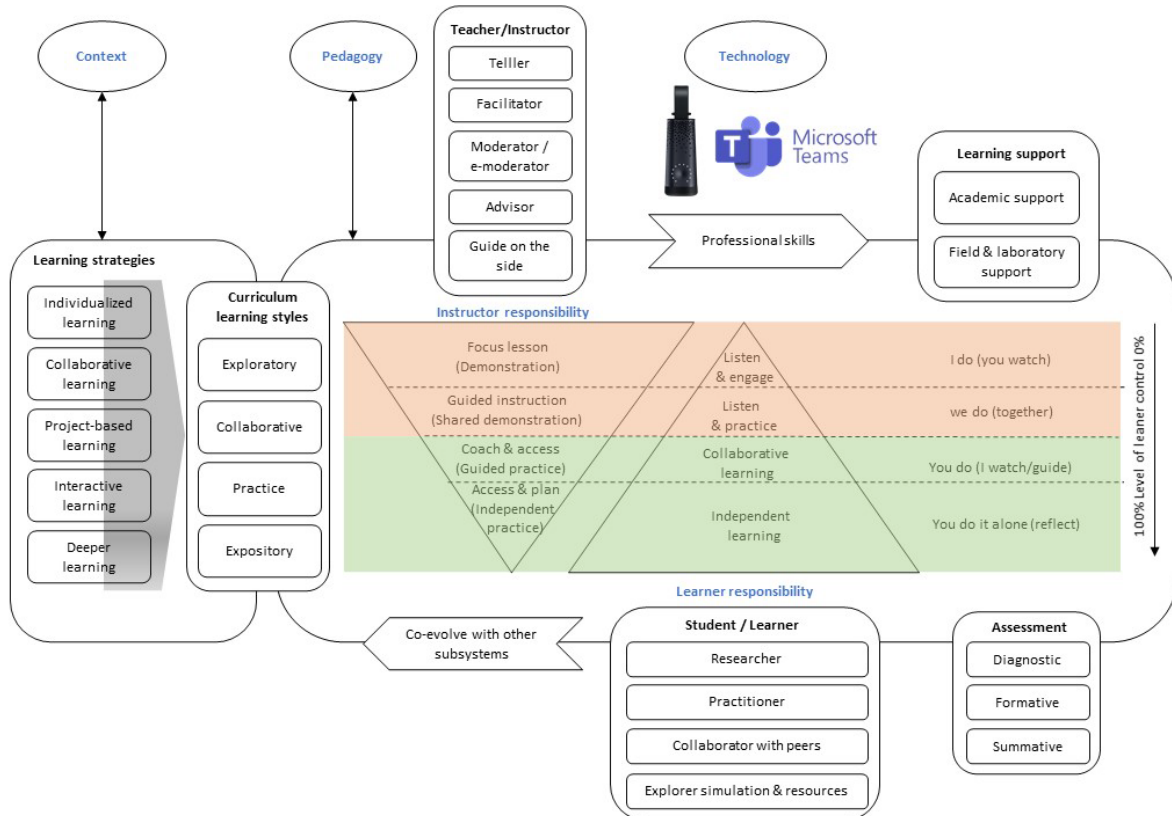 Context
Pedagogy
Teacher/Instructor
Telller
Facilitator
Moderator /
e-moderator
Advisor
Guide on the
side
Technology
Microsoft
Teams
T
Professional skills
Learning support
Academic support
Field & laboratory
support
Learning strategies
Individualized
learning
Collaborative
learning
Project-based
learning
Interactive
learning
Deeper
learning
Curriculum
learning styles
Exploratory
Collaborative
Practice
Expository
Instructor responsibility
Focus lesson
(Demonstration)
Listen
& engage
I do (you watch)
Guided instruction
(Shared demonstration)
Listen
& practice
we do (together)
Coach & access
(Guided practice)
Collaborative
learning
You do (I watch/guide)
Access & plan
(Independent
practice)
Independent
learning
You do it alone (reflect)
100% Level of leaner control 0%
Learner responsibility
Co-evolve with other
subsystems
Student / Learner
Researcher
Practitioner
Collaborator with peers
Explorer simulation & resources
Assessment
Diagnostic
Formative
Summative